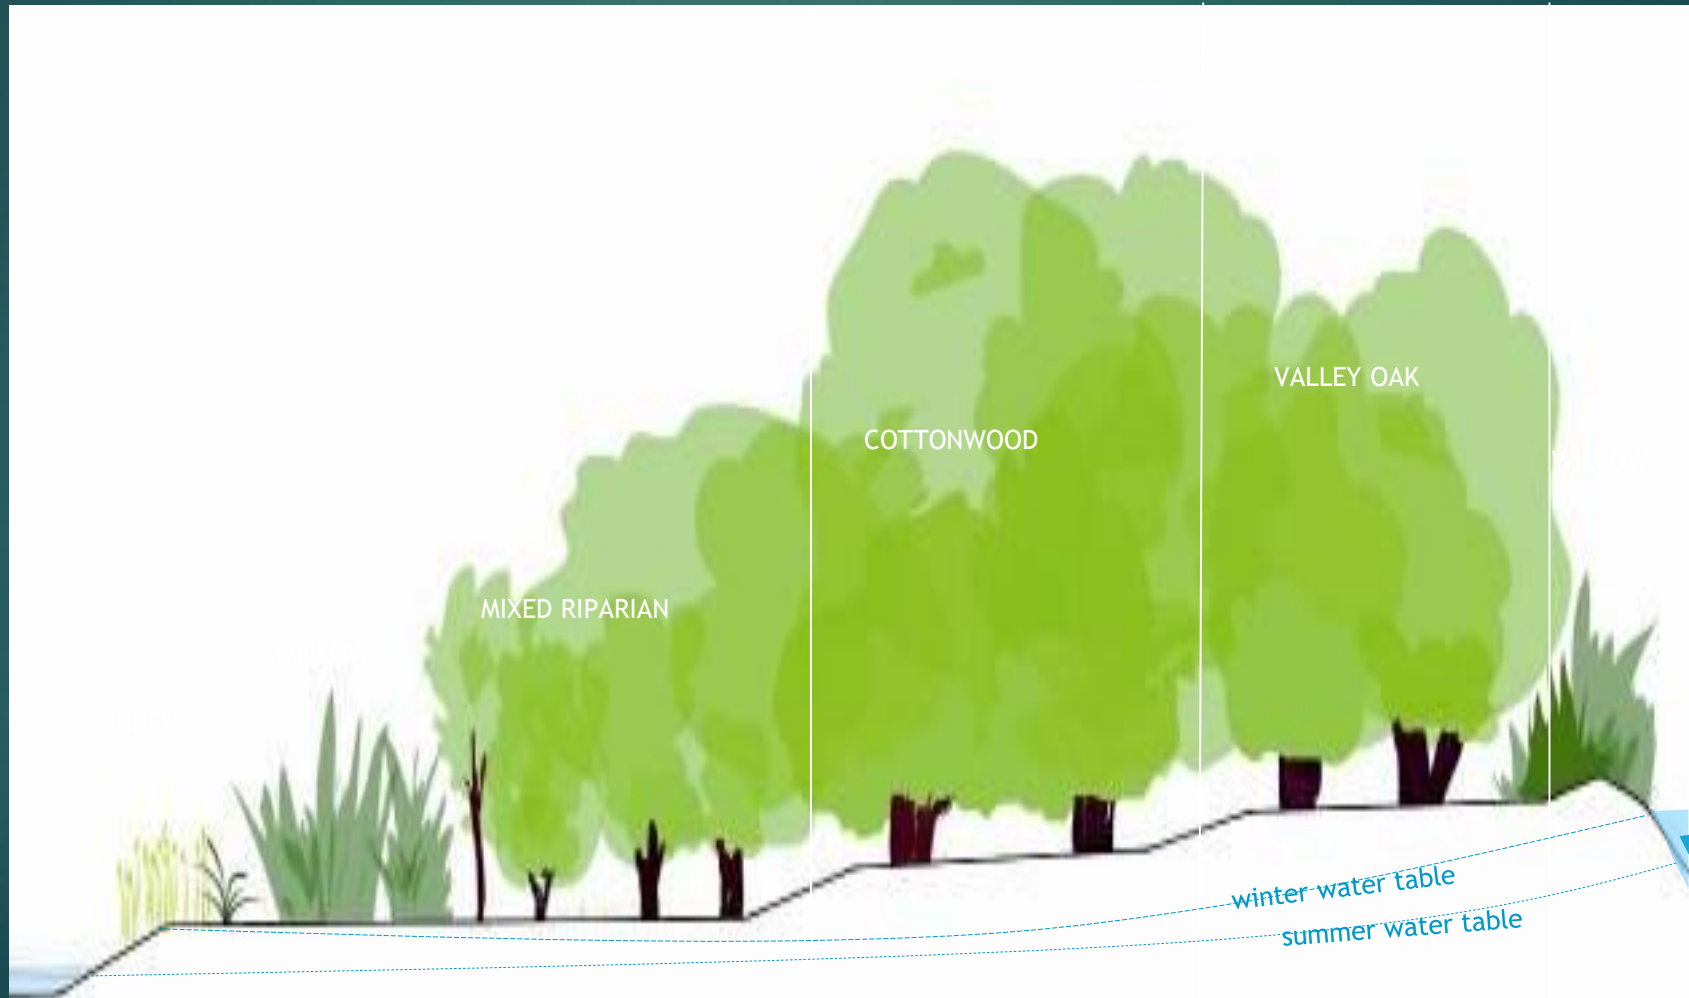 VALLEY OAK
COTTONWOOD
MIXED RIPARIAN
winter water table
summer water table